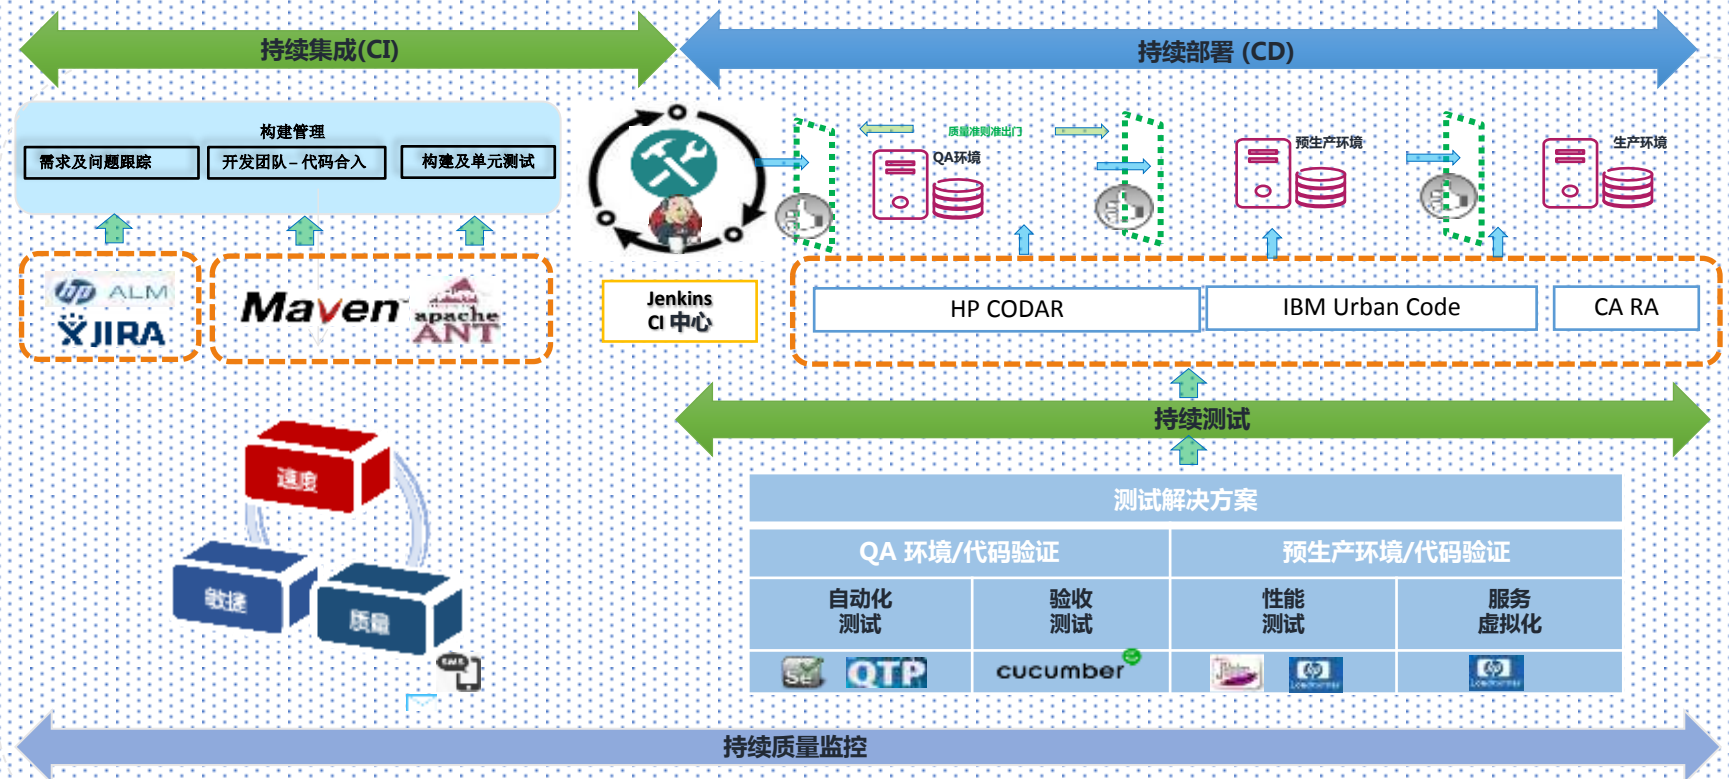 持续集成(CI)
持续部署 (CD)
构建管理
需求及问题跟踪
开发团队 – 代码合入
构建及单元测试
质量准则准出门
QA环境
预生产环境
生产环境
hp ALM
JIRA
Maven
apache
ANT
Jenkins
CI 中心
HP CODAR
IBM Urban Code
CA RA
持续测试
速度
敏捷
质量
SMS
测试解决方案
QA 环境/代码验证
预生产环境/代码验证
自动化
测试
验收
测试
性能
测试
服务
虚拟化
Se
QTP
cucumber
hp
hp
持续质量监控